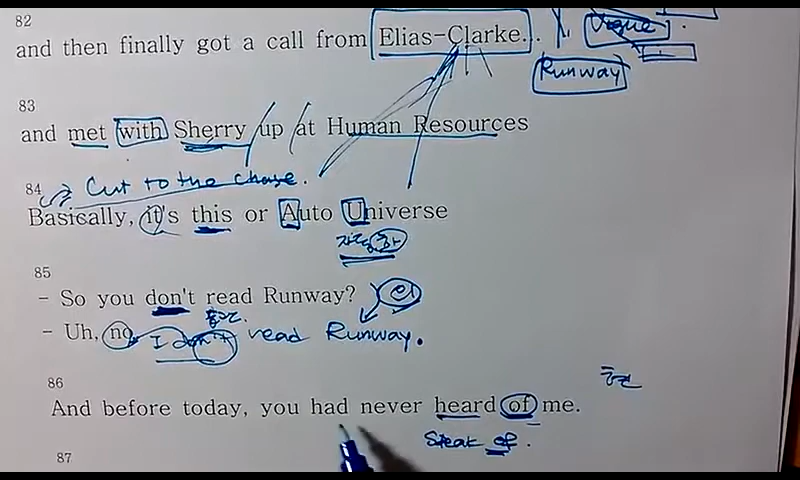 82
and then finally got a call from Elias-Clarke...
Vogue
Runway
83
and met with Sherry up at Human Resources
Cut to the chase.
84
Basically, it's this or Auto Universe
85
- So you don't read Runway?
- Uh, no I don't read Runway.
86
And before today, you had never heard of me.
speak of.
87